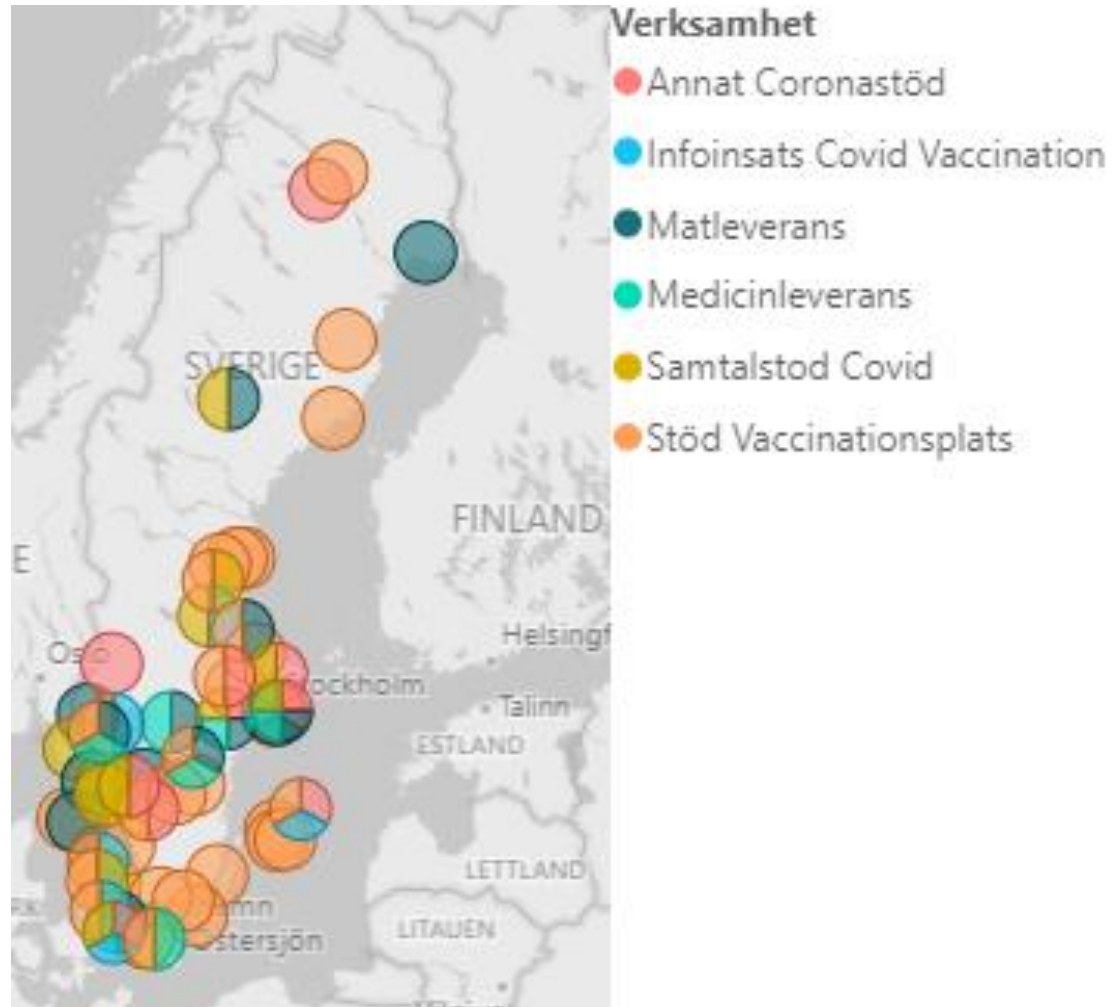 Verksamhet
Annat Coronastöd
Infoinsats Covid Vaccination
Matleverans
Medicinleverans
Samtalstod Covid
Stöd Vaccinationsplats
SVERIGE
FINLAND
E
Helsingf
Stockholm
Talinn
ESTLAND
LETTLAND
LITAUEN
stersjön